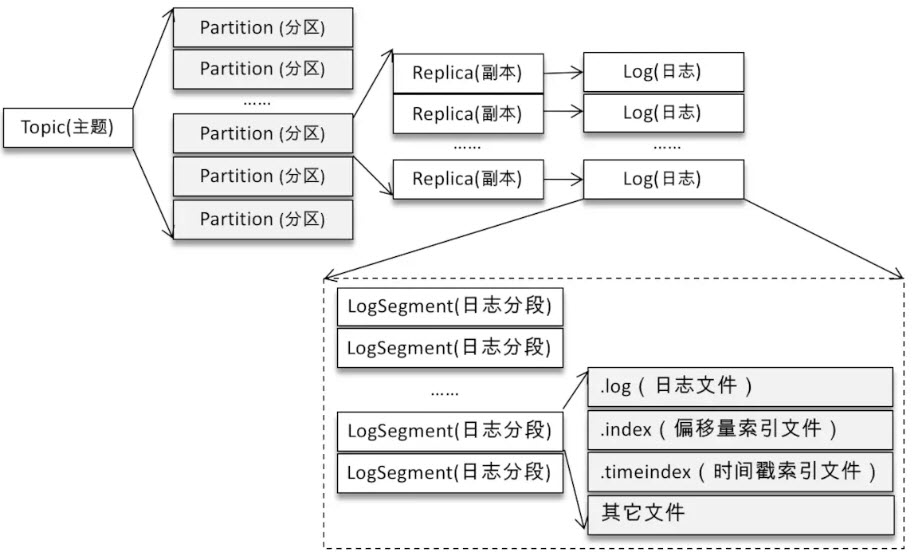 Topic(主题)
Partition (分区)
Partition (分区)
......
Partition (分区)
Partition (分区)
Partition (分区)
Replica(副本)
Replica(副本)
......
Replica(副本)
Log(日志)
Log(日志)
......
Log(日志)
LogSegment(日志分段)
LogSegment(日志分段)
......
LogSegment(日志分段)
LogSegment(日志分段)
.log（日志文件）
.index（偏移量索引文件）
.timeindex（时间戳索引文件）
其它文件